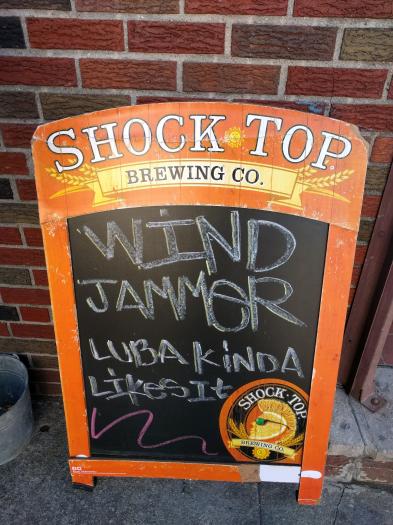 SHOCK TOP
BREWING CO.
WIND
JAMMER
LUBA KINDA
LIKES It
SHOCK·TOP
BREWING CO.